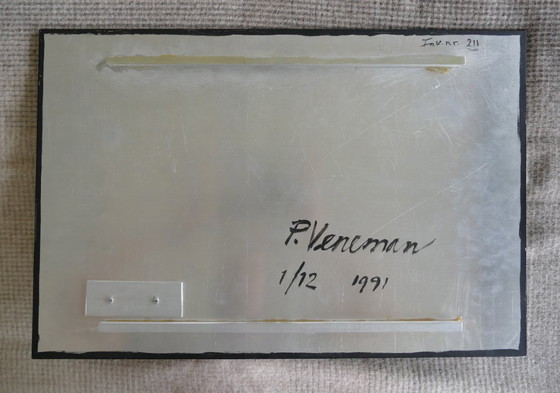 Inv.nr. 211
P. Veneman
1/12 1991